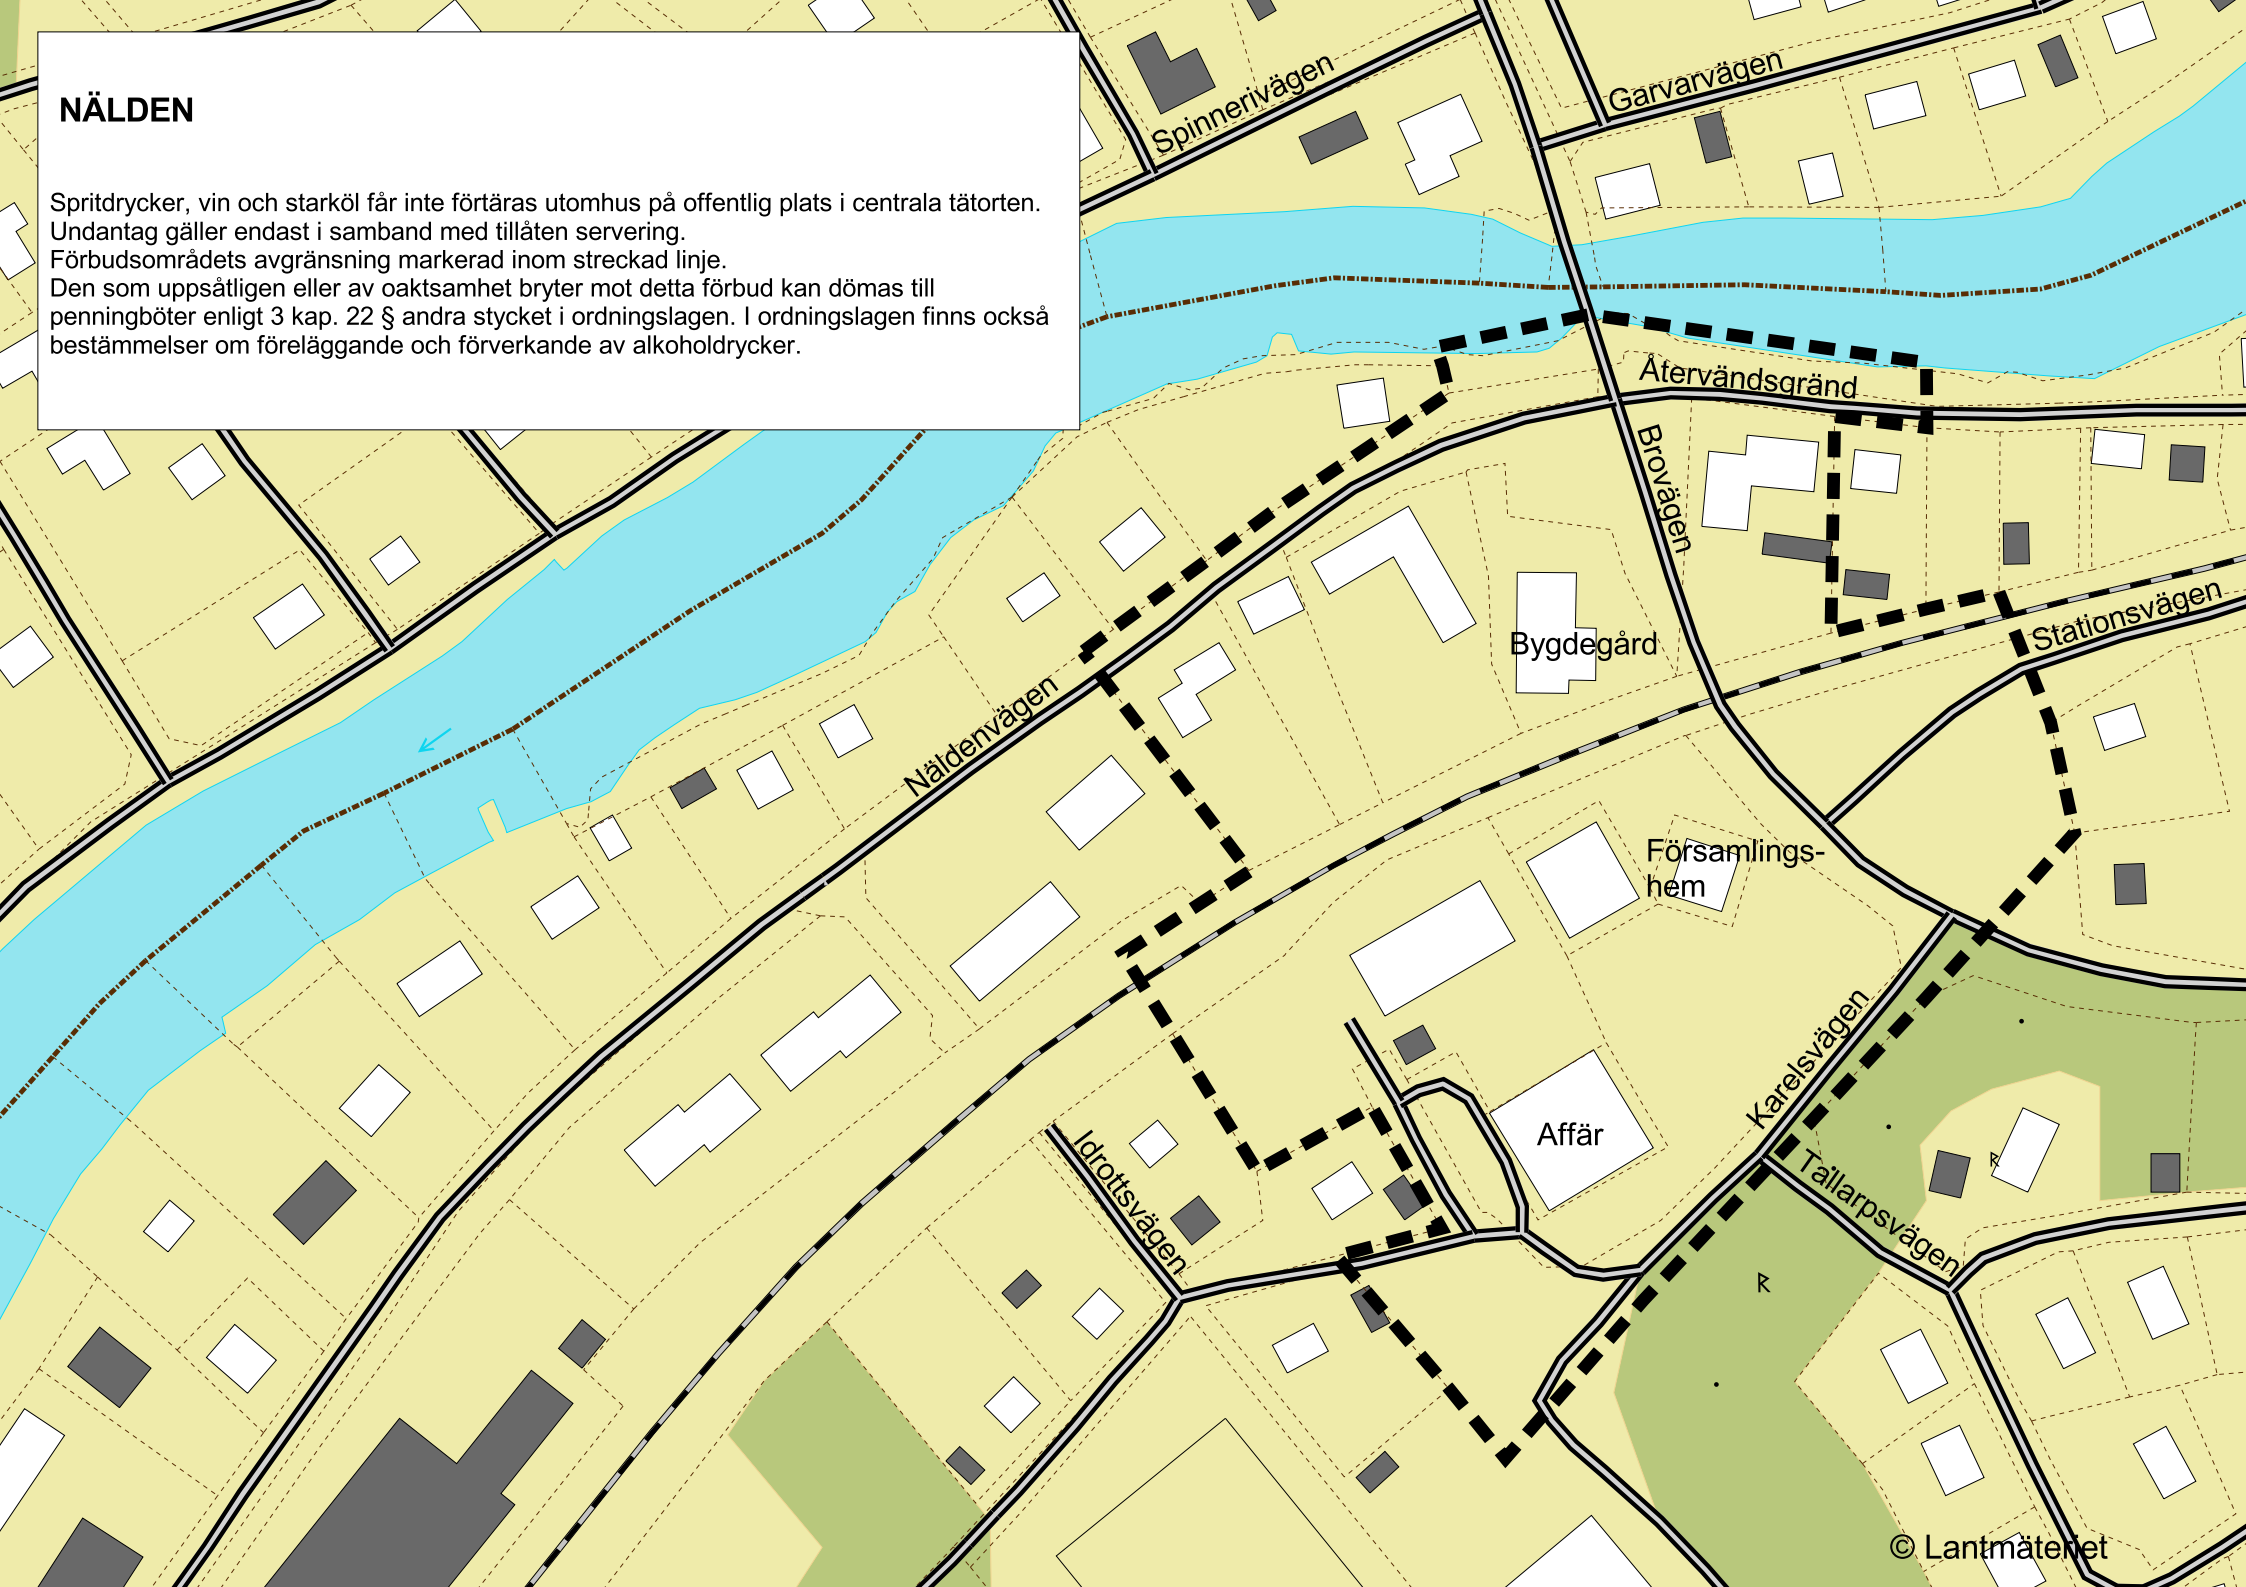 NÄLDEN
Spritdrycker, vin och starköl får inte förtäras utomhus på offentlig plats i centrala tätorten.
Undantag gäller endast i samband med tillåten servering.
Förbudsområdets avgränsning markerad inom streckad linje.
Den som uppsåtligen eller av oaktsamhet bryter mot detta förbud kan dömas till
penningböter enligt 3 kap. 22 § andra stycket i ordningslagen. I ordningslagen finns också
bestämmelser om föreläggande och förverkande av alkoholdrycker.
Spinnerivägen
Garvarvägen
Återvändsgränd
Brovägen
Stationsvägen
Bygdegård
Näldenvägen
Församlings-
hem
Karelsvägen
Affär
Idrottsvägen
Tallarpsvägen
R
R
© Lantmäteriet